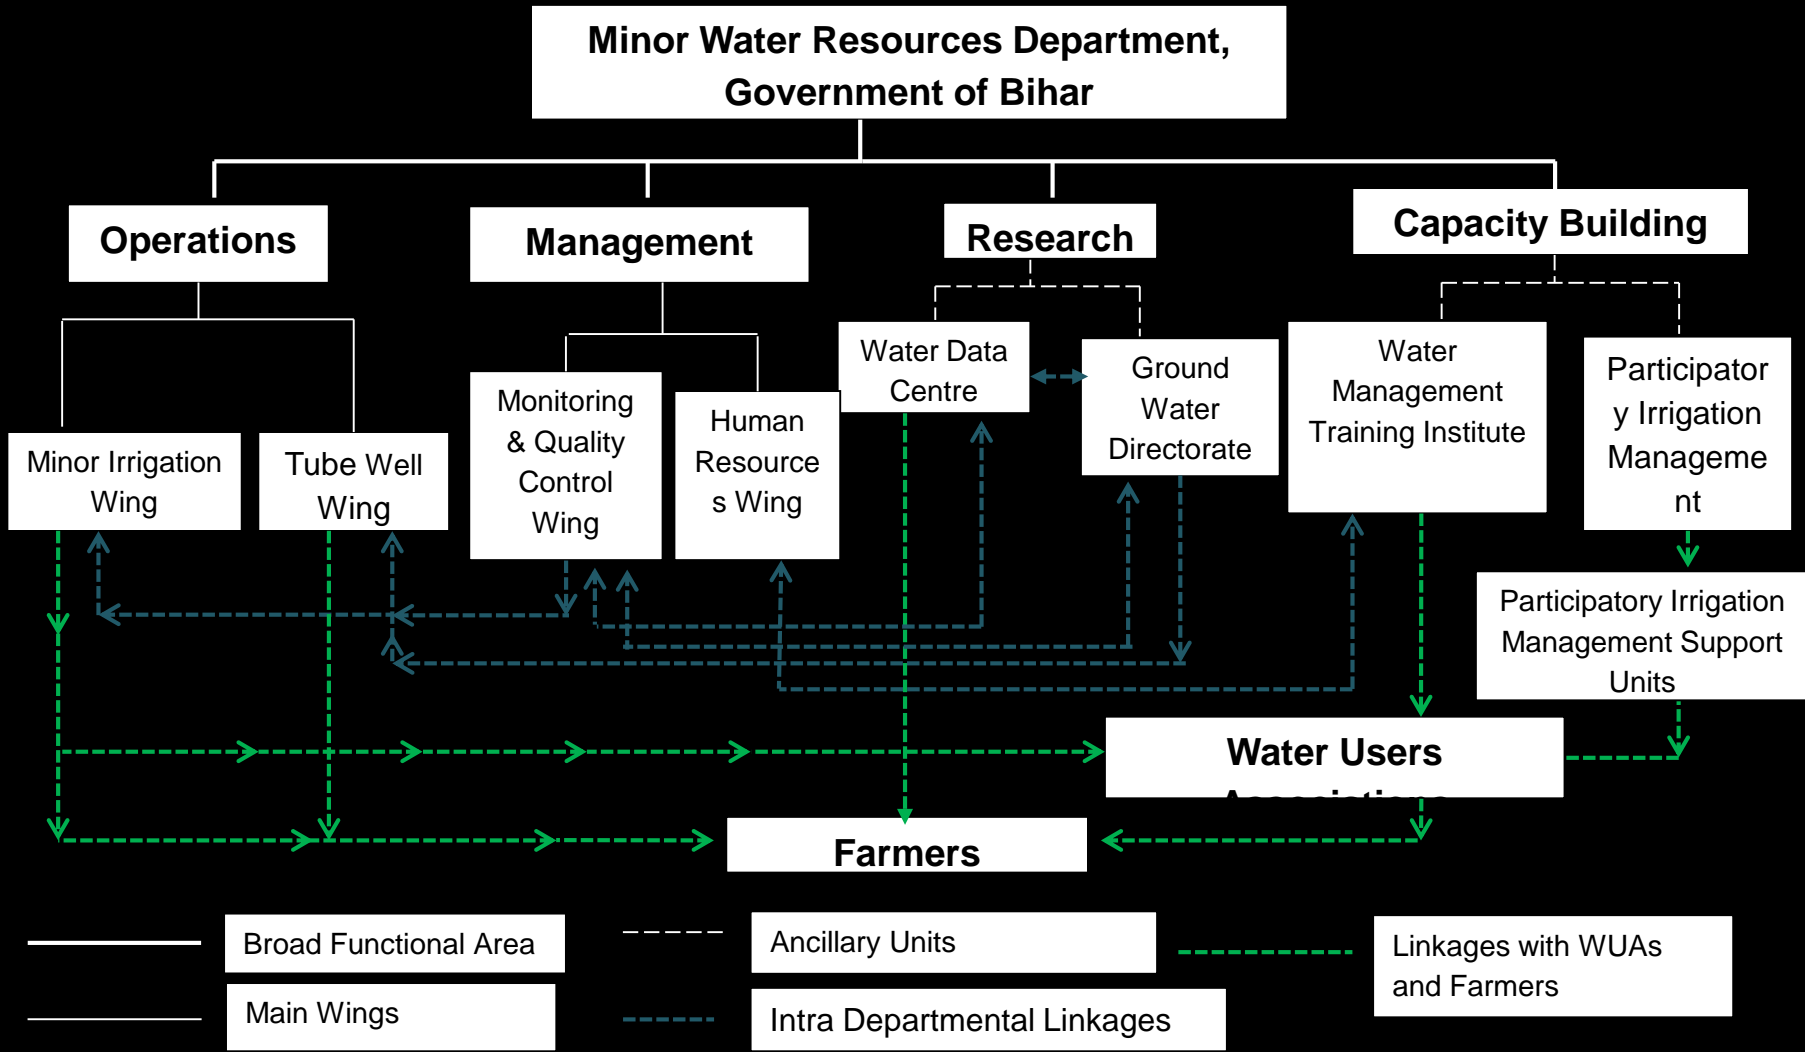 Minor Water Resources Department,
Government of Bihar
Operations
Management
Research
Capacity Building
Minor Irrigation
Wing
Tube Well
Wing
Monitoring
& Quality
Control
Wing
Human
Resource
s Wing
Water Data
Centre
Ground
Water
Directorate
Water
Management
Training Institute
Participator
y Irrigation
Manageme
nt
Participatory Irrigation
Management Support
Units
Water Users
Farmers
Broad Functional Area
Main Wings
Ancillary Units
Intra Departmental Linkages
Linkages with WUAs
and Farmers